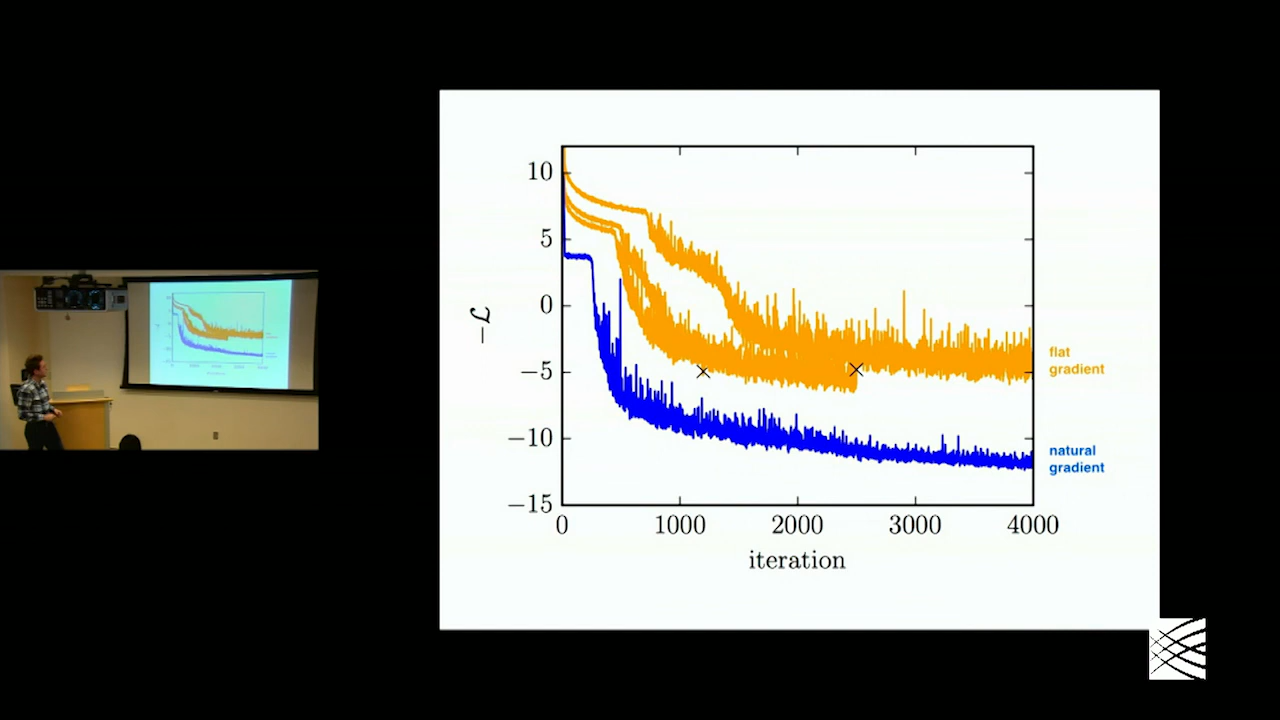 10
5
0
−5
−10
−15
−ℒ
0 1000 2000 3000 4000
iteration
flat
gradient
natural
gradient